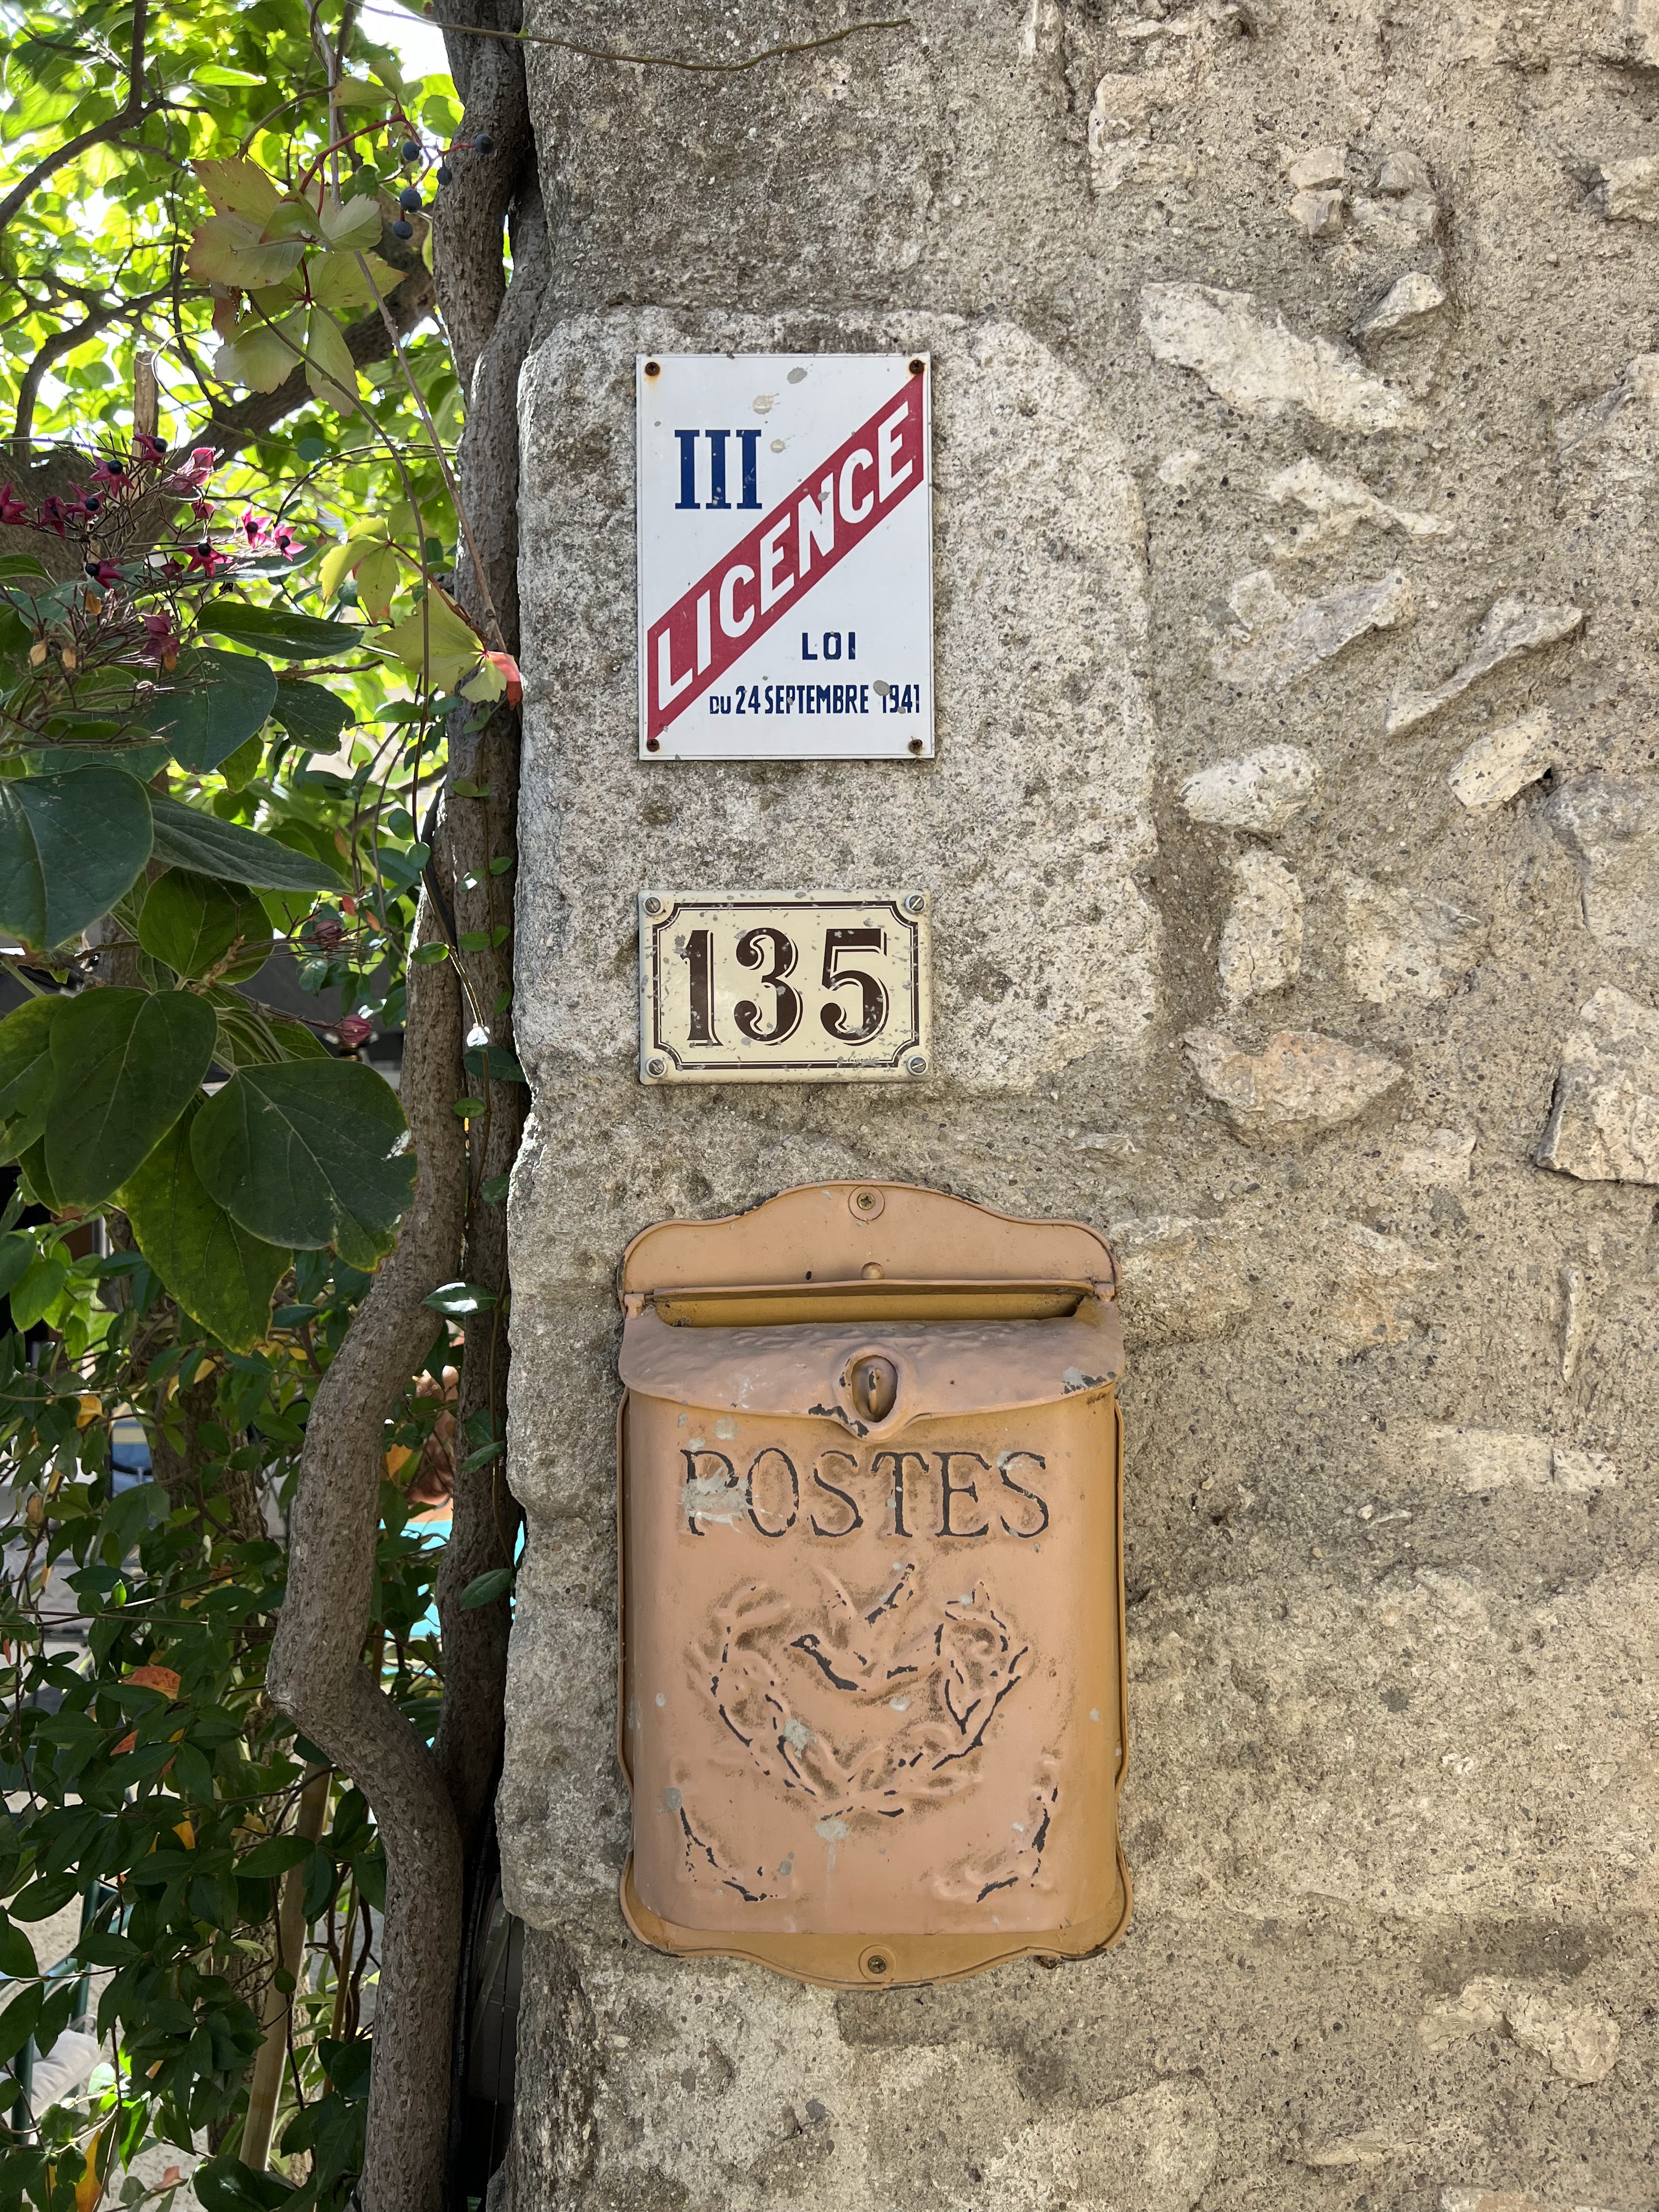 III
LICENCE
LOI
DU 24 SEPTEMBRE 1941
135
POSTES